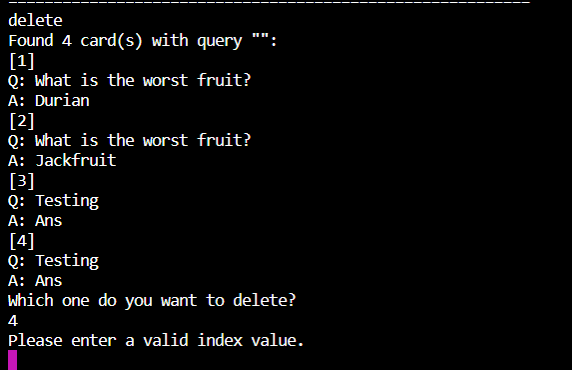 delete
Found 4 card(s) with query "":
[1]
Q: What is the worst fruit?
A: Durian
[2]
Q: What is the worst fruit?
A: Jackfruit
[3]
Q: Testing
A: Ans
[4]
Q: Testing
A: Ans
Which one do you want to delete?
4
Please enter a valid index value.